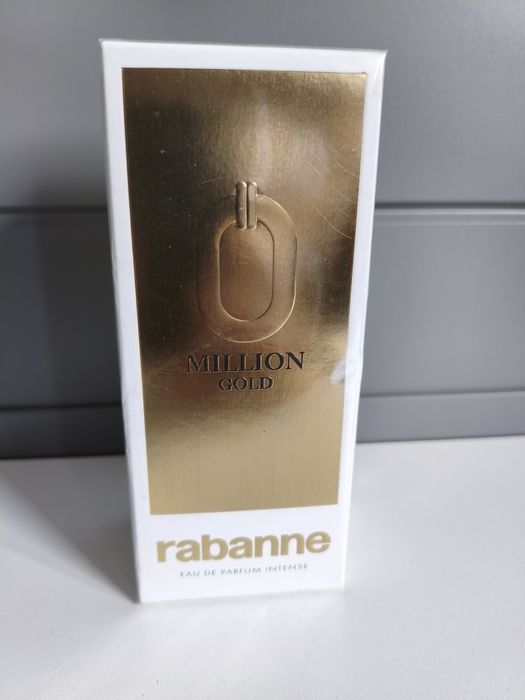 MILLION
GOLD
rabanne
EAU DE PARFUM INTENSE